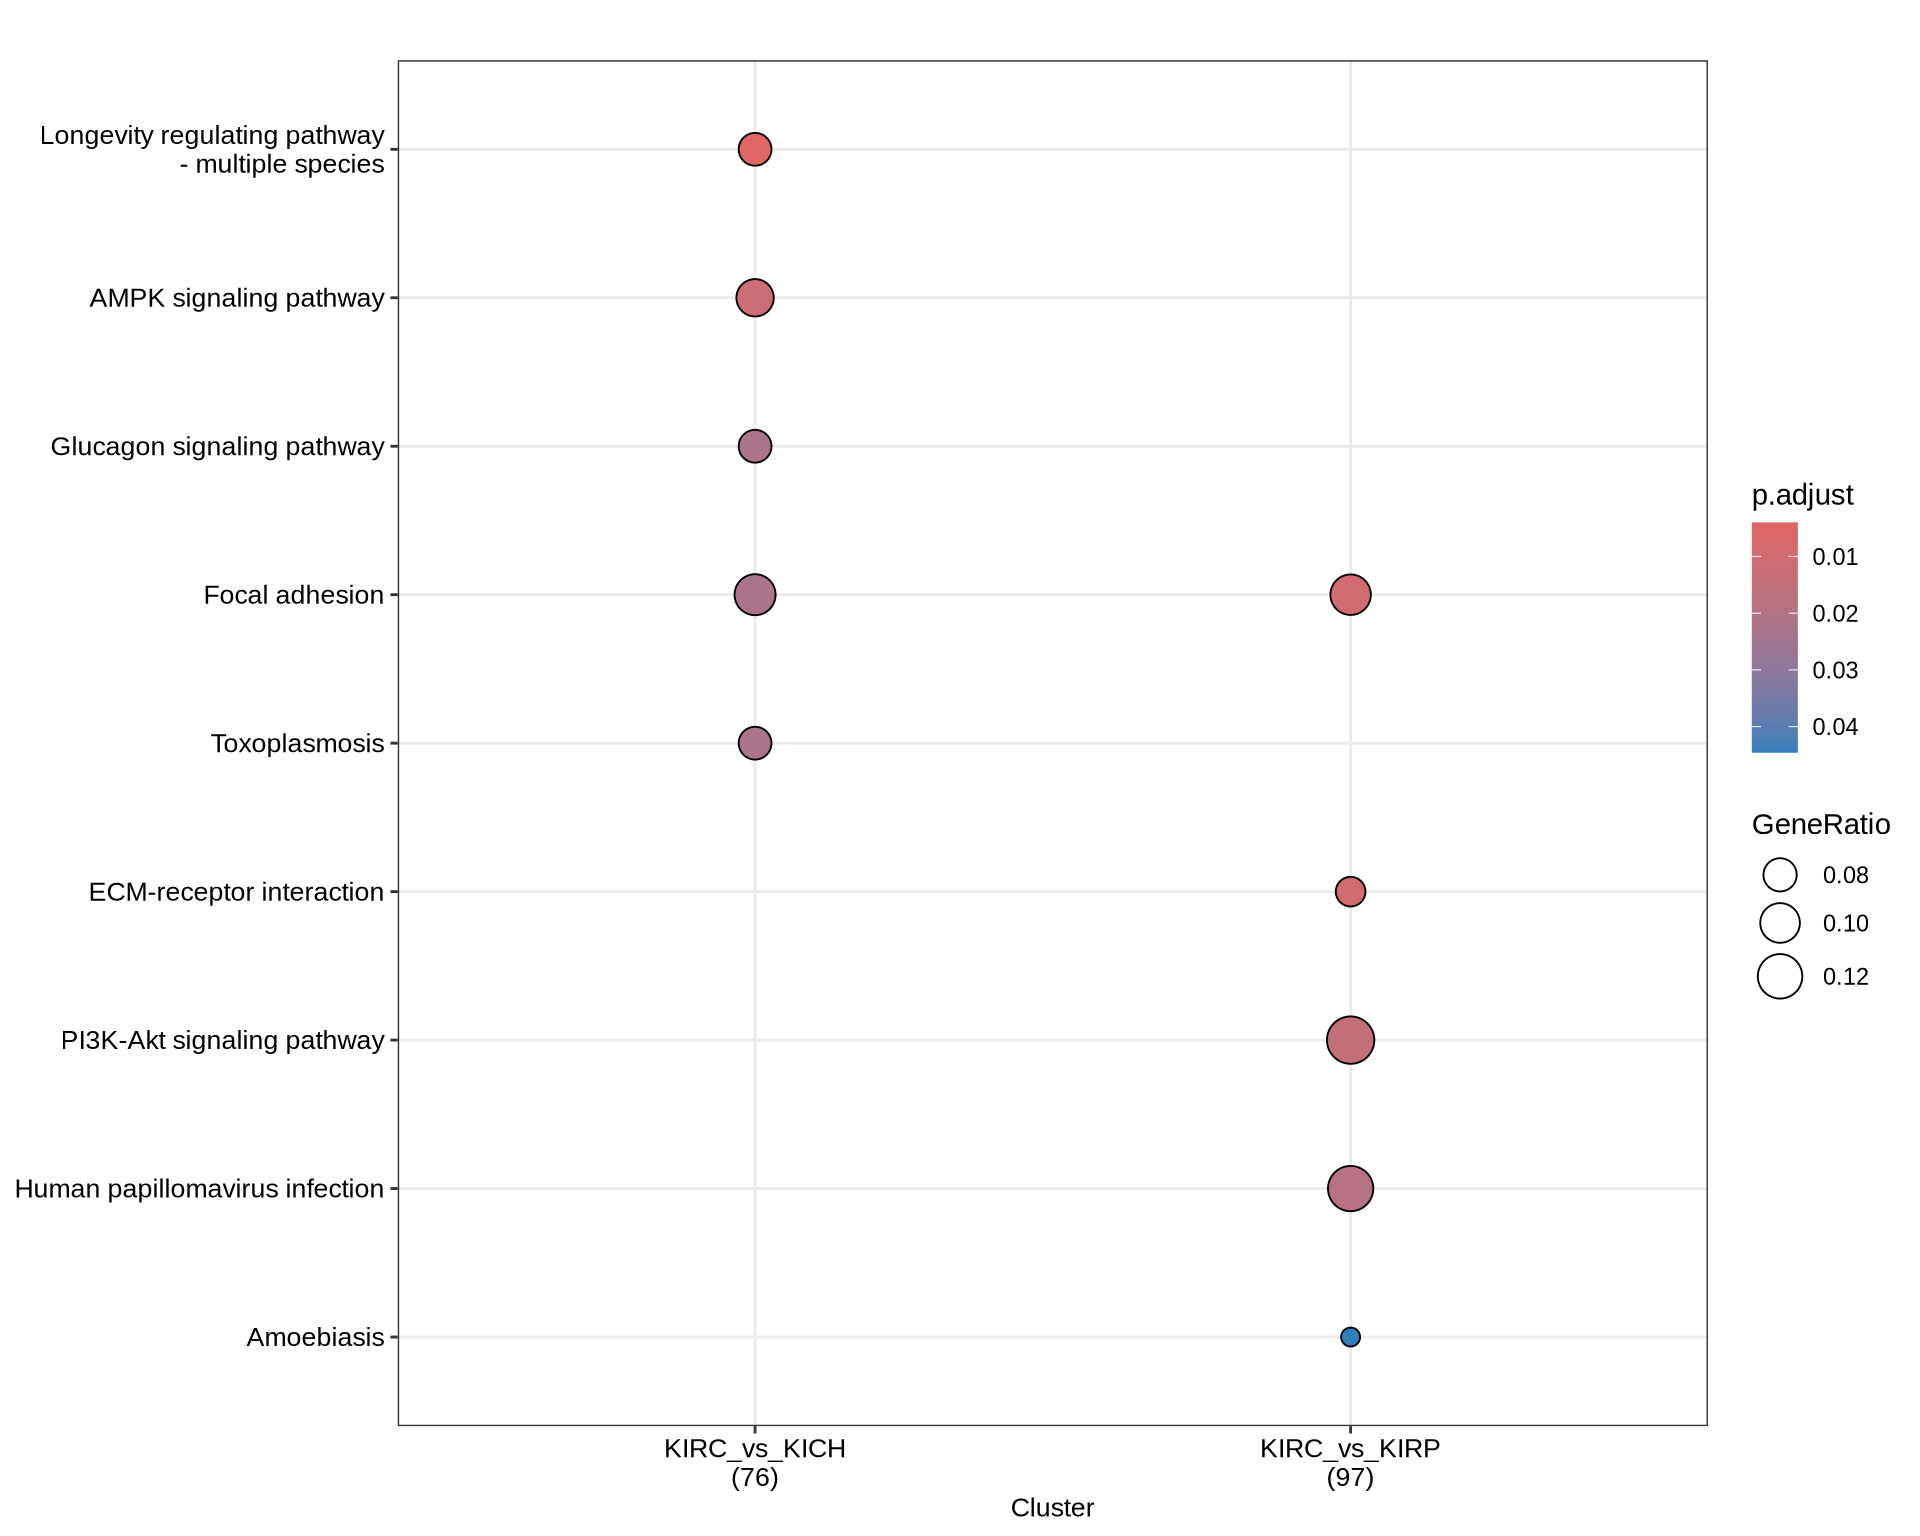 Longevity regulating pathway
- multiple species
AMPK signaling pathway
Glucagon signaling pathway
Focal adhesion
Toxoplasmosis
ECM-receptor interaction
PI3K-Akt signaling pathway
Human papillomavirus infection
Amoebiasis
KIRC_vs_KICH
(76)
KIRC_vs_KIRP
(97)
Cluster
p.adjust
0.01
0.02
0.03
0.04
GeneRatio
0.08
0.10
0.12